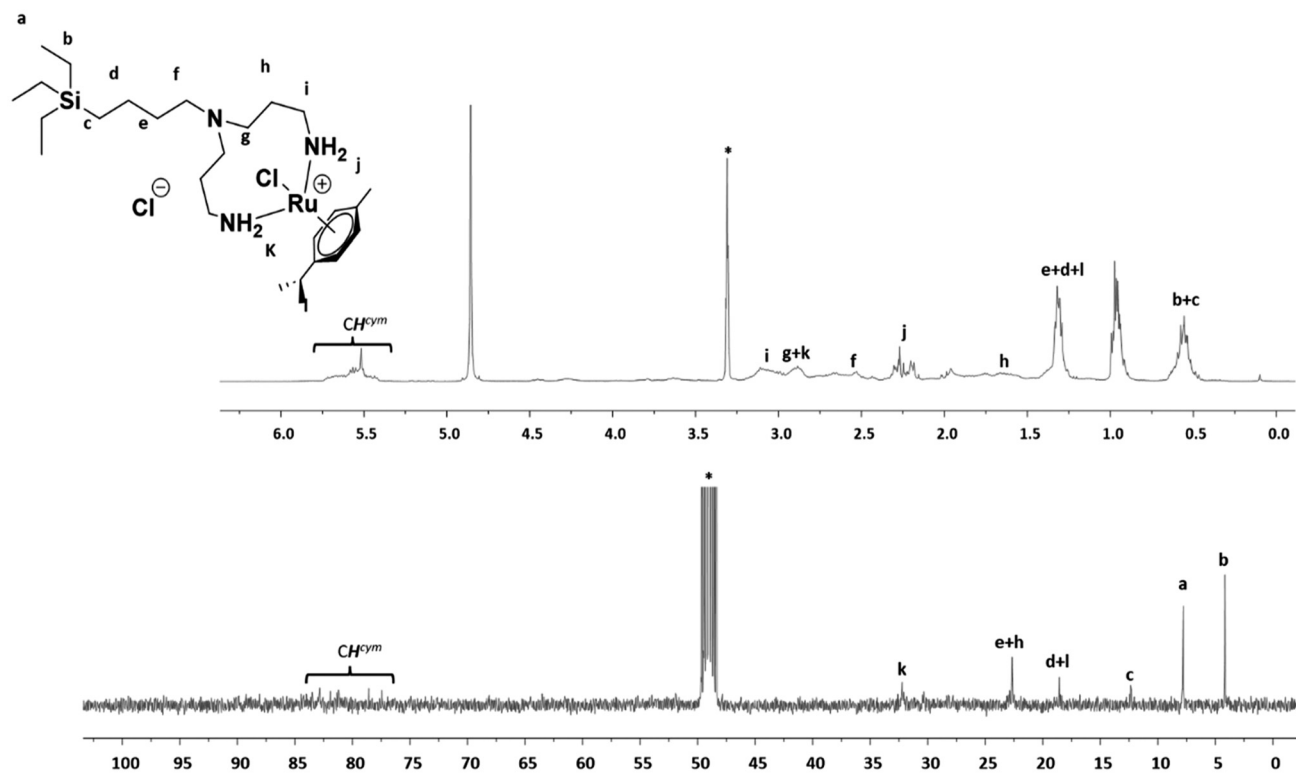 a
b
d
f
h
i
Si
c
e
N
g
NH2
j
Cl
⊕
Cl
⊖
Ru
NH2
K
l
*
e+d+l
b+c
CHcym
j
i
g+k
f
h
6.0 5.5 5.0 4.5 4.0 3.5 3.0 2.5 2.0 1.5 1.0 0.5 0.0
*
b
a
e+h
CHcym
d+l
k
c
100 95 90 85 80 75 70 65 60 55 50 45 40 35 30 25 20 15 10 5 0